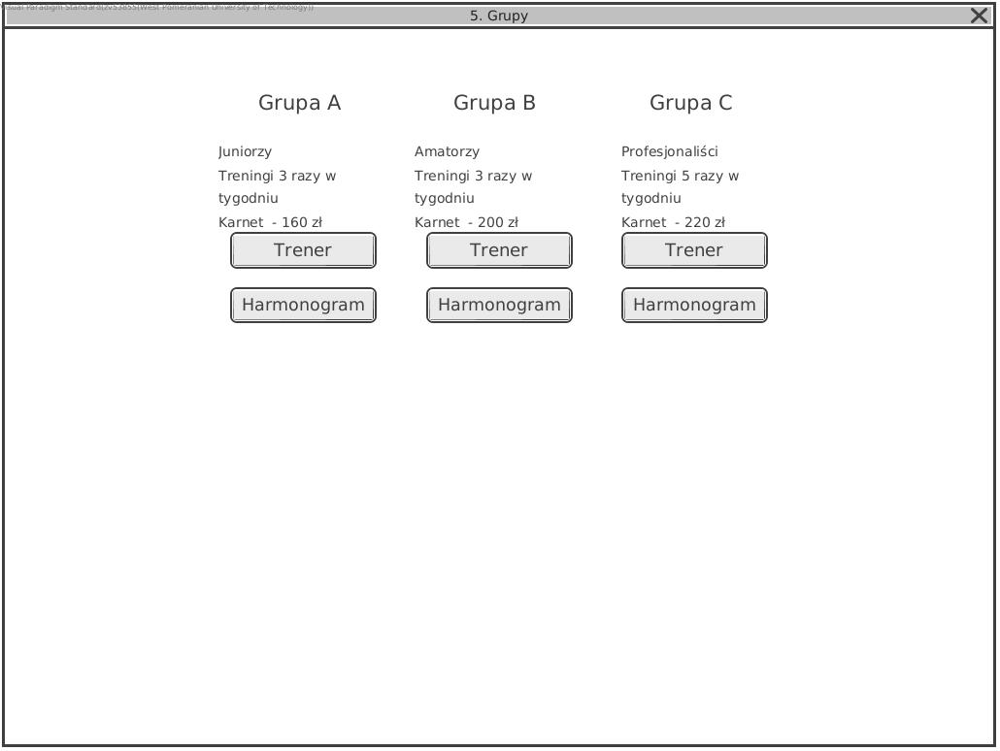 Visual Paradigm Standard(zv53855(West Pomeranian University of Technology))
5. Grupy
Grupa A
Grupa B
Grupa C
Juniorzy
Treningi 3 razy w
tygodniu
Karnet - 160 zł
Amatorzy
Treningi 3 razy w
tygodniu
Karnet - 200 zł
Profesjonaliści
Treningi 5 razy w
tygodniu
Karnet - 220 zł
Trener
Trener
Trener
Harmonogram
Harmonogram
Harmonogram